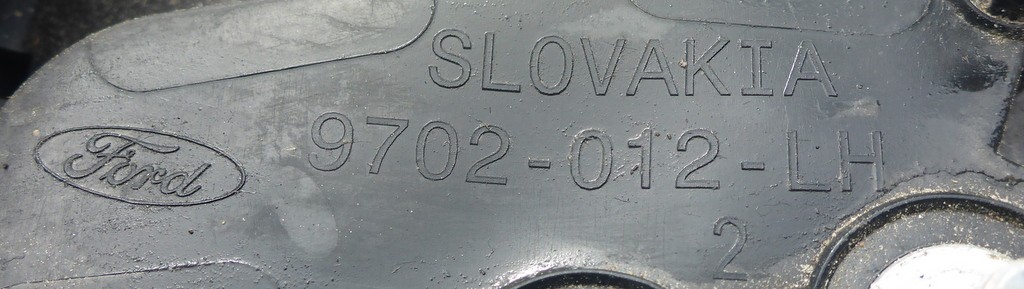 SLOVAKIA
Ford
9702-012-LH
2